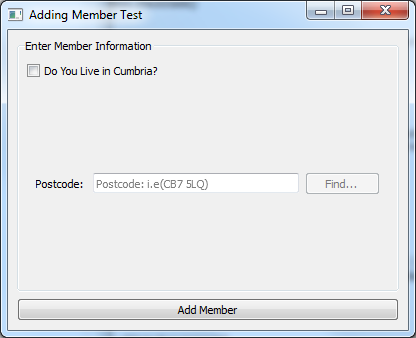 Adding Member Test
Enter Member Information
Do You Live in Cumbria?
Postcode: Postcode: i.e(CB7 5LQ) Find...
Add Member